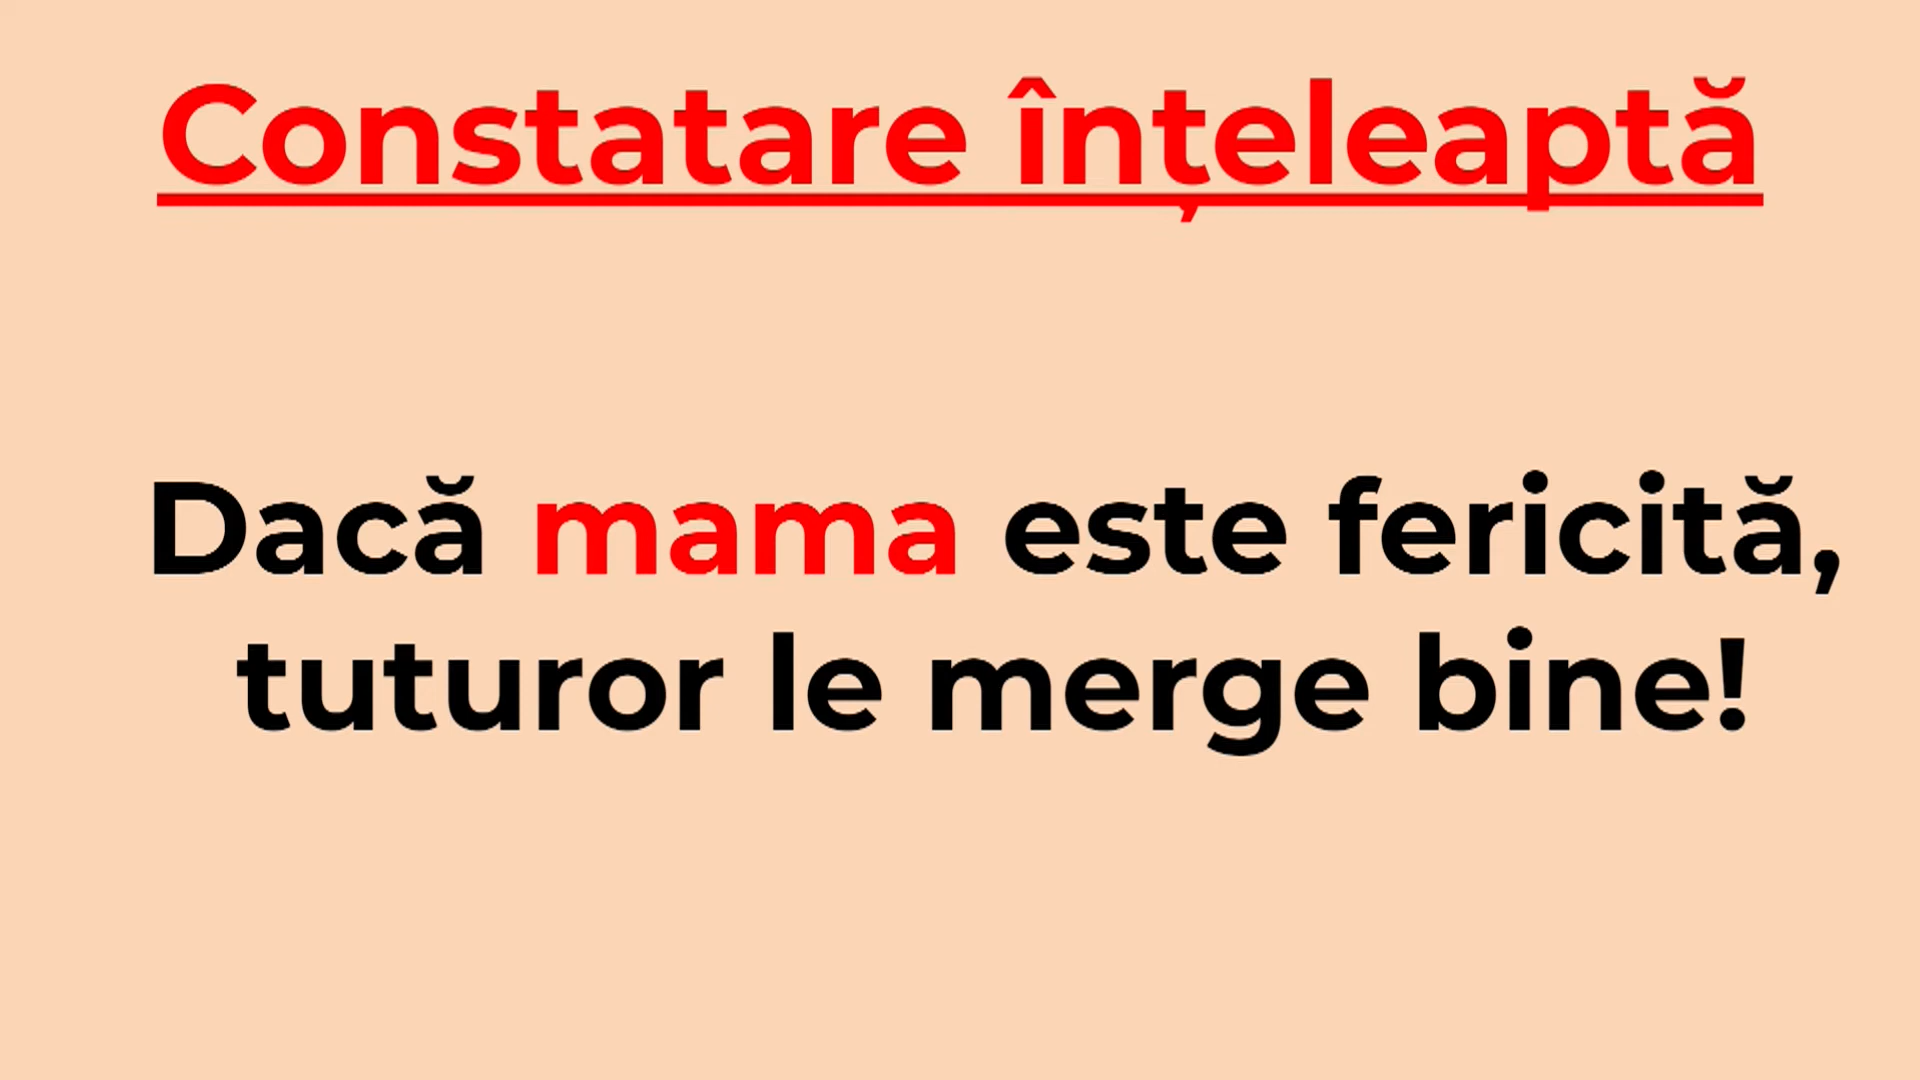 Constatare înțeleaptă
Dacă mama este fericită,
tuturor le merge bine!